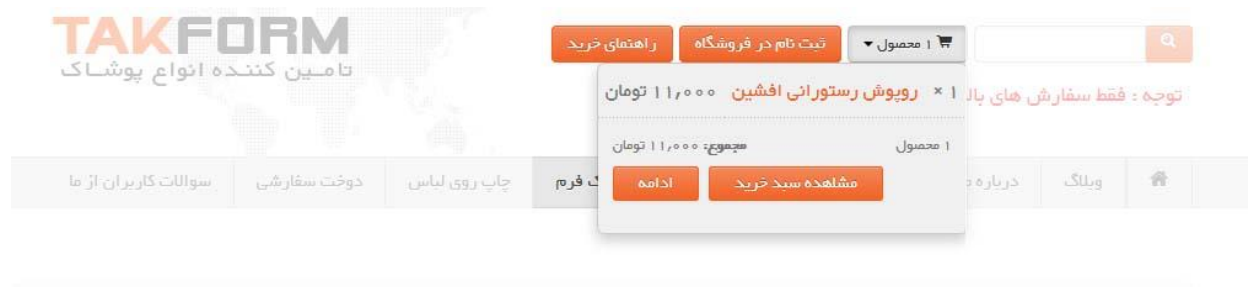 TAKFORM
تامین کننده انواع پوشاک
۱ محصول
ثبت نام در فروشگاه
راهنمای خرید
توجه : فقط سفارش های
۱ × روپوش رستورانی افشین ۱۱,۰۰۰ تومان
۱ محصول مجموع: ۱۱,۰۰۰ تومان
مشاهده سبد خرید
ادامه
وبلاگ
درباره
فرم
چاپ روی لباس
دوخت سفارشی
سوالات کاربران از ما